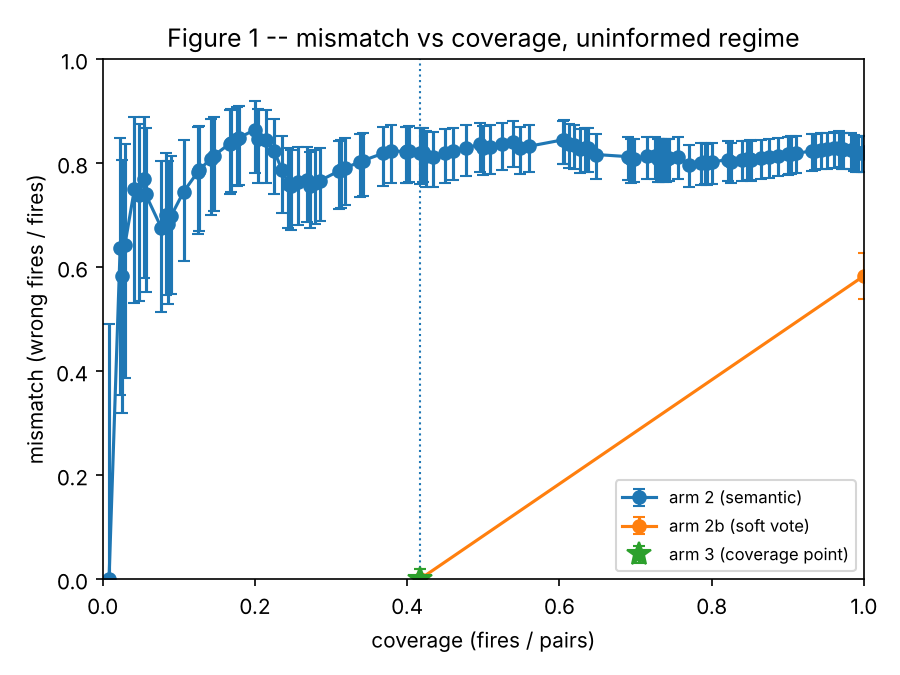 Figure 1 -- mismatch vs coverage, uninformed regime
1.0
0.8
0.6
0.4
0.2
0.0
mismatch (wrong fires / fires)
arm 2 (semantic)
arm 2b (soft vote)
arm 3 (coverage point)
0.0 0.2 0.4 0.6 0.8 1.0
coverage (fires / pairs)